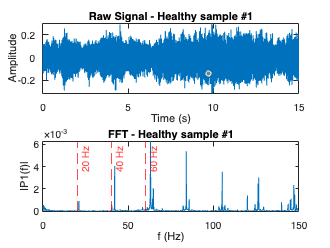 Raw Signal - Healthy sample #1
Amplitude
0.2
0
-0.2
0 5 10 15
Time (s)
×10⁻³
FFT - Healthy sample #1
|P1(f)|
6
4
2
0
20 Hz
40 Hz
60 Hz
0 50 100 150
f (Hz)